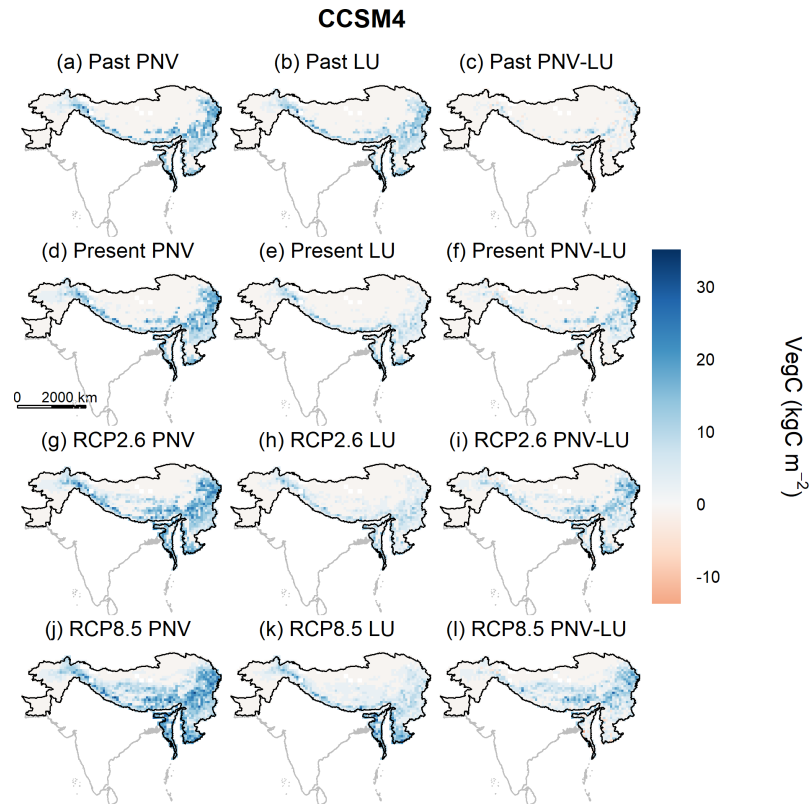 CCSM4
(a) Past PNV
(b) Past LU
(c) Past PNV-LU
(d) Present PNV
(e) Present LU
(f) Present PNV-LU
0 2000 km
(g) RCP2.6 PNV
(h) RCP2.6 LU
(i) RCP2.6 PNV-LU
(j) RCP8.5 PNV
(k) RCP8.5 LU
(l) RCP8.5 PNV-LU
30
20
10
0
-10
VegC (kgC m⁻²)